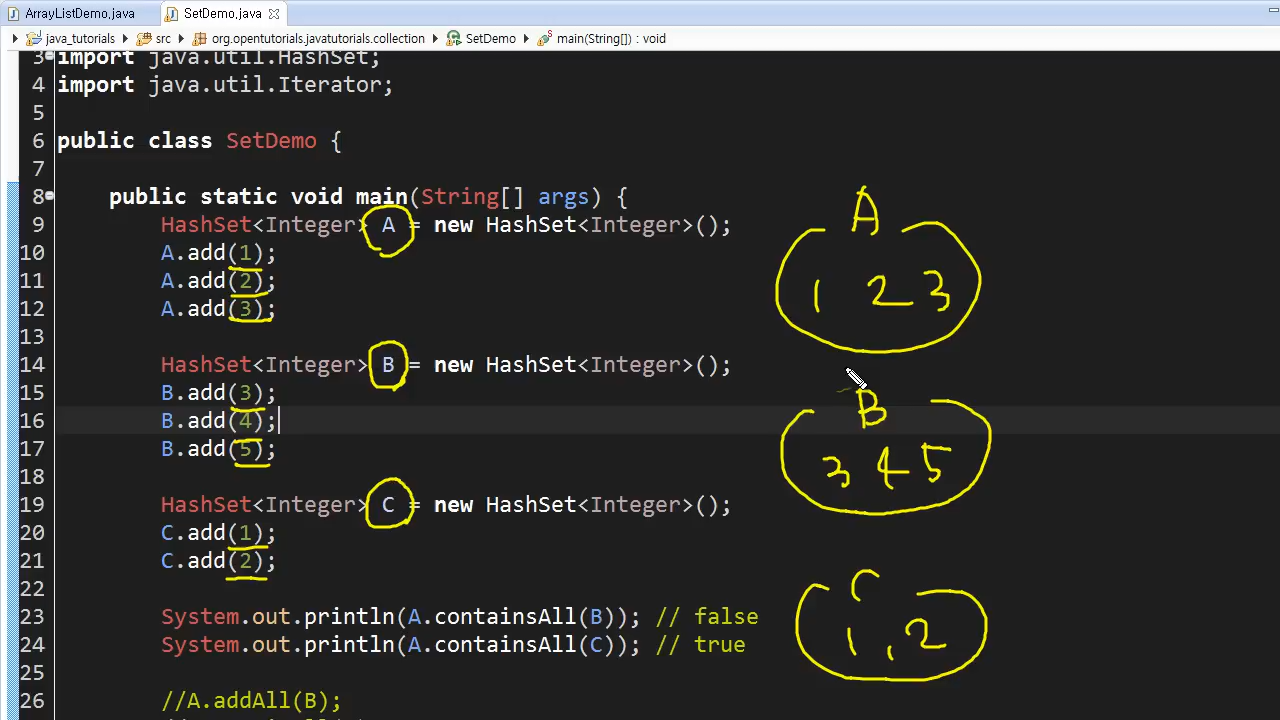 ArrayListDemo.java SetDemo.java
java_tutorials src org.opentutorials.javatutorials.collection SetDemo main(String[]) : void
3 import java.util.HashSet;
4 import java.util.Iterator;
5
6 public class SetDemo {
7
8 public static void main(String[] args) {
9 HashSet<Integer> A = new HashSet<Integer>();
10 A.add(1);
11 A.add(2);
12 A.add(3);
13
14 HashSet<Integer> B = new HashSet<Integer>();
15 B.add(3);
16 B.add(4);
17 B.add(5);
18
19 HashSet<Integer> C = new HashSet<Integer>();
20 C.add(1);
21 C.add(2);
22
23 System.out.println(A.containsAll(B)); // false
24 System.out.println(A.containsAll(C)); // true
25
26 //A.addAll(B);
A
1 2 3
B
3 4 5
C
1 , 2